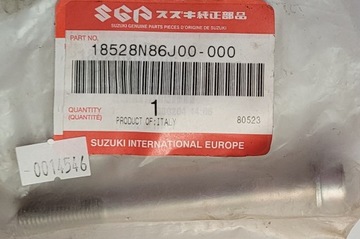 SGP スズキ純正部品
SUZUKI GENUINE PARTS PIÈCES D'ORIGINE DE SUZUKI
PART NO.
18528N86J00-000
QUANTITY
(QUANTITÉ)
1
PRODUCT OF:ITALY
80523
SUZUKI INTERNATIONAL EUROPE
-0014546